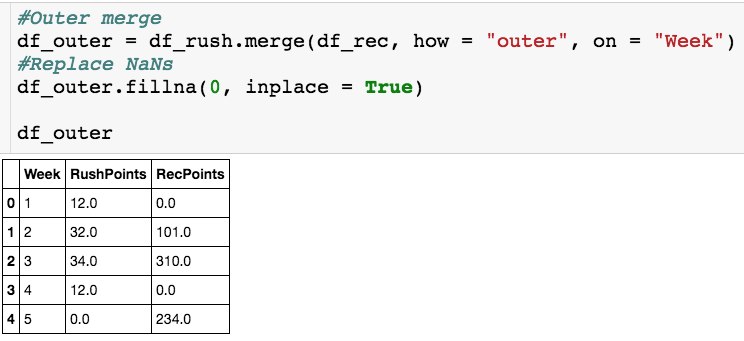 #Outer merge
df_outer = df_rush.merge(df_rec, how = "outer", on = "Week")
#Replace NaNs
df_outer.fillna(0, inplace = True)
df_outer
Week RushPoints RecPoints
0 1 12.0 0.0
1 2 32.0 101.0
2 3 34.0 310.0
3 4 12.0 0.0
4 5 0.0 234.0